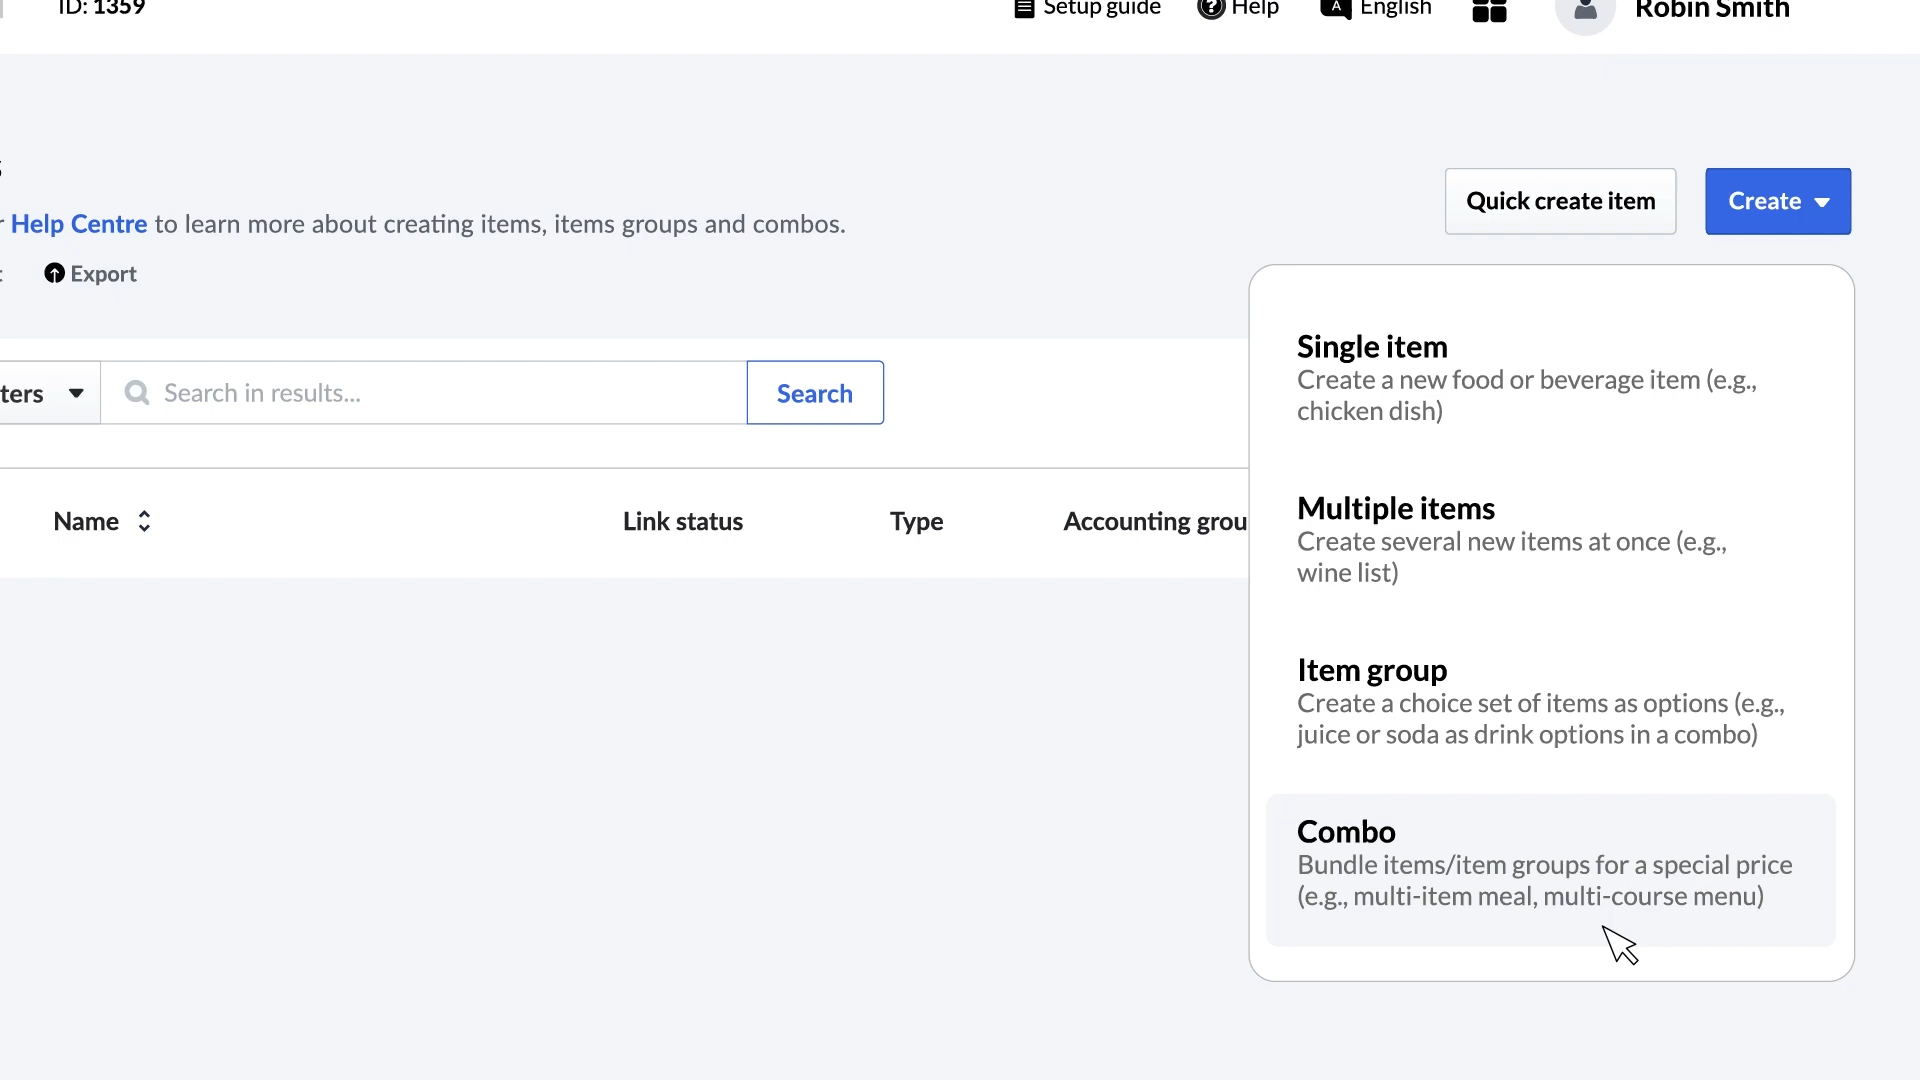 ID: 1359
Setup guide
Help
English
Robin Smith
Quick create item
Create
Help Centre to learn more about creating items, items groups and combos.
Export
Search in results...
Search
Name
Link status
Type
Accounting grou
Single item
Create a new food or beverage item (e.g.,
chicken dish)
Multiple items
Create several new items at once (e.g.,
wine list)
Item group
Create a choice set of items as options (e.g.,
juice or soda as drink options in a combo)
Combo
Bundle items/item groups for a special price
(e.g., multi-item meal, multi-course menu)